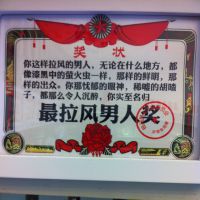 奖状
你这样拉风的男人，无论在什么地方，都
像漆黑中的萤火虫一样，那样的鲜明，那样
的出众。你那忧郁的眼神，稀嘘的胡喳
子，都那么令人沉醉，你实至名归
最拉风男人奖